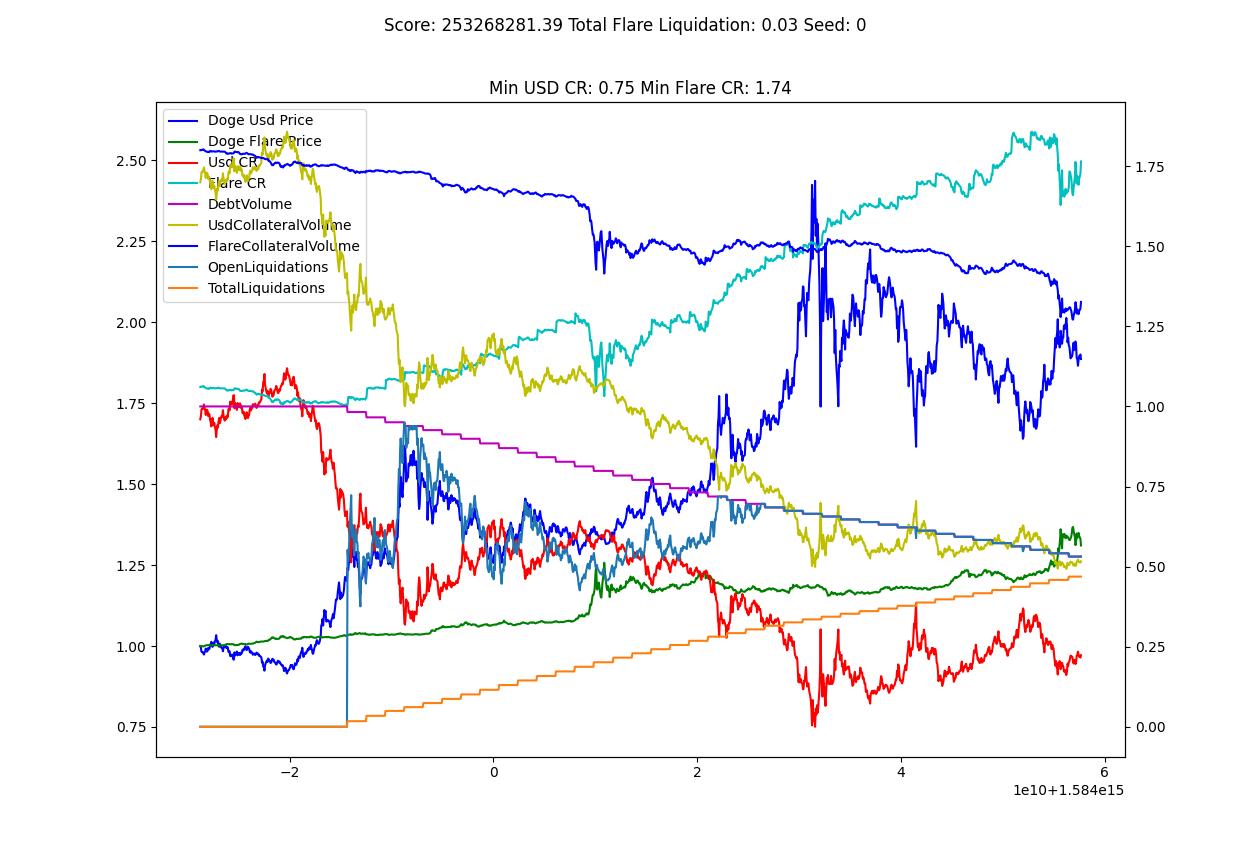 Score: 253268281.39 Total Flare Liquidation: 0.03 Seed: 0
Min USD CR: 0.75 Min Flare CR: 1.74
Doge Usd Price
Doge Flare Price
Usd CR
Flare CR
DebtVolume
UsdCollateralVolume
FlareCollateralVolume
OpenLiquidations
TotalLiquidations
2.50
2.25
2.00
1.75
1.50
1.25
1.00
0.75
1.75
1.50
1.25
1.00
0.75
0.50
0.25
0.00
−2
0
2
4
6
1e10+1.584e15